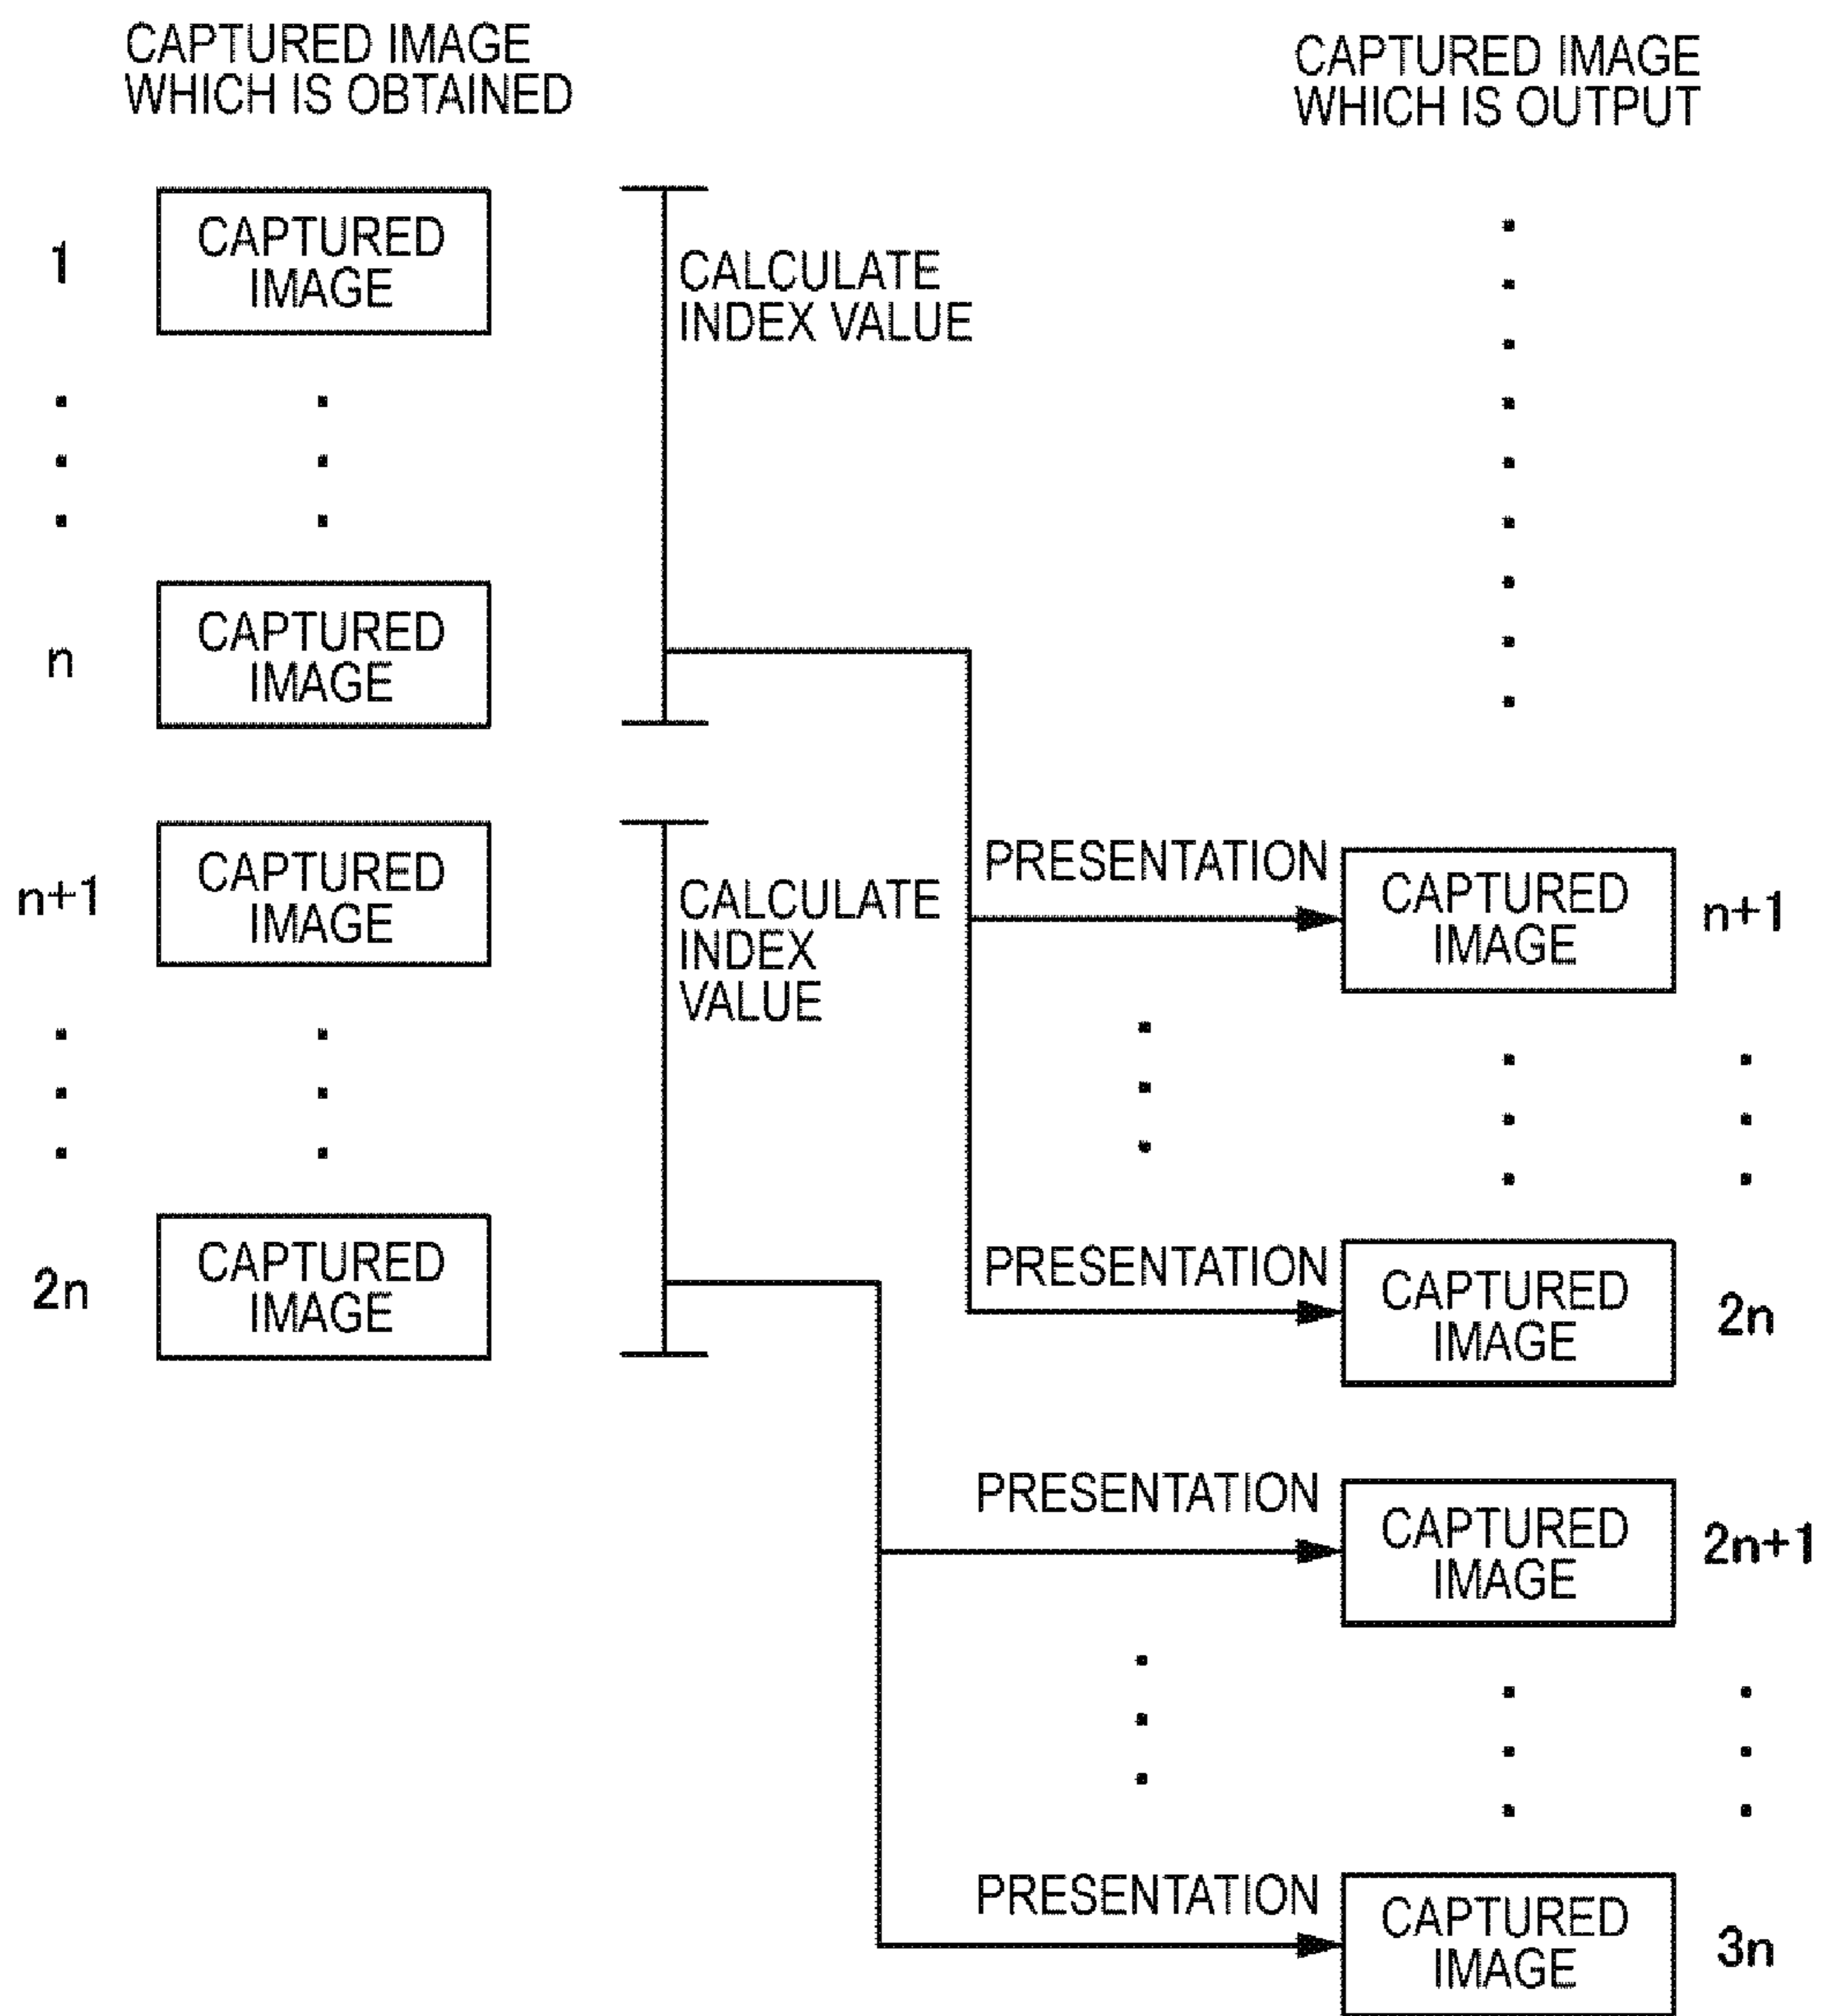 CAPTURED IMAGE
WHICH IS OBTAINED
CAPTURED IMAGE
WHICH IS OUTPUT
1
CAPTURED
IMAGE
CALCULATE
INDEX VALUE
n
CAPTURED
IMAGE
n+1
CAPTURED
IMAGE
CALCULATE
INDEX
VALUE
PRESENTATION
CAPTURED
IMAGE
n+1
2n
CAPTURED
IMAGE
PRESENTATION
CAPTURED
IMAGE
2n
PRESENTATION
CAPTURED
IMAGE
2n+1
PRESENTATION
CAPTURED
IMAGE
3n